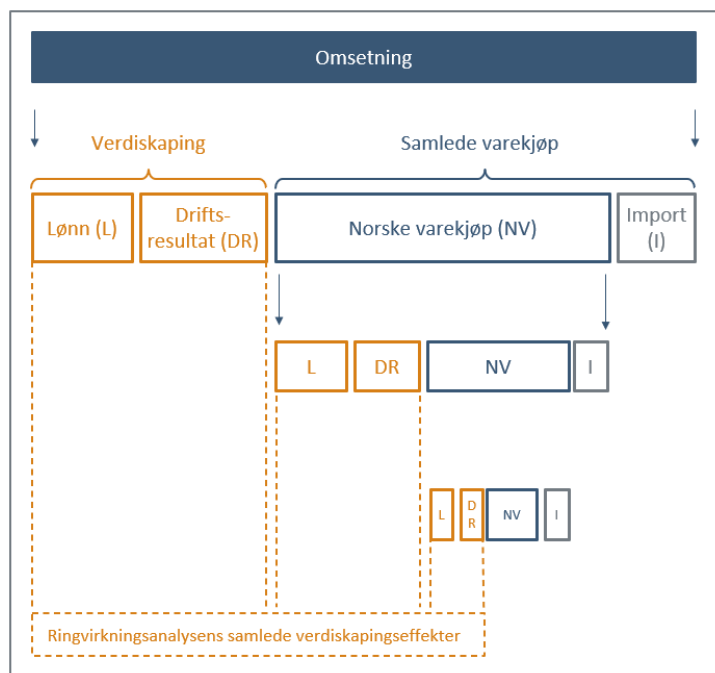 Omsetning
Verdiskaping
Samlede varekjøp
Lønn (L)
Drifts-
resultat (DR)
Norske varekjøp (NV)
Import
(I)
L
DR
NV
I
L
D
R
NV
I
Ringvirkningsanalysens samlede verdiskapingseffekter